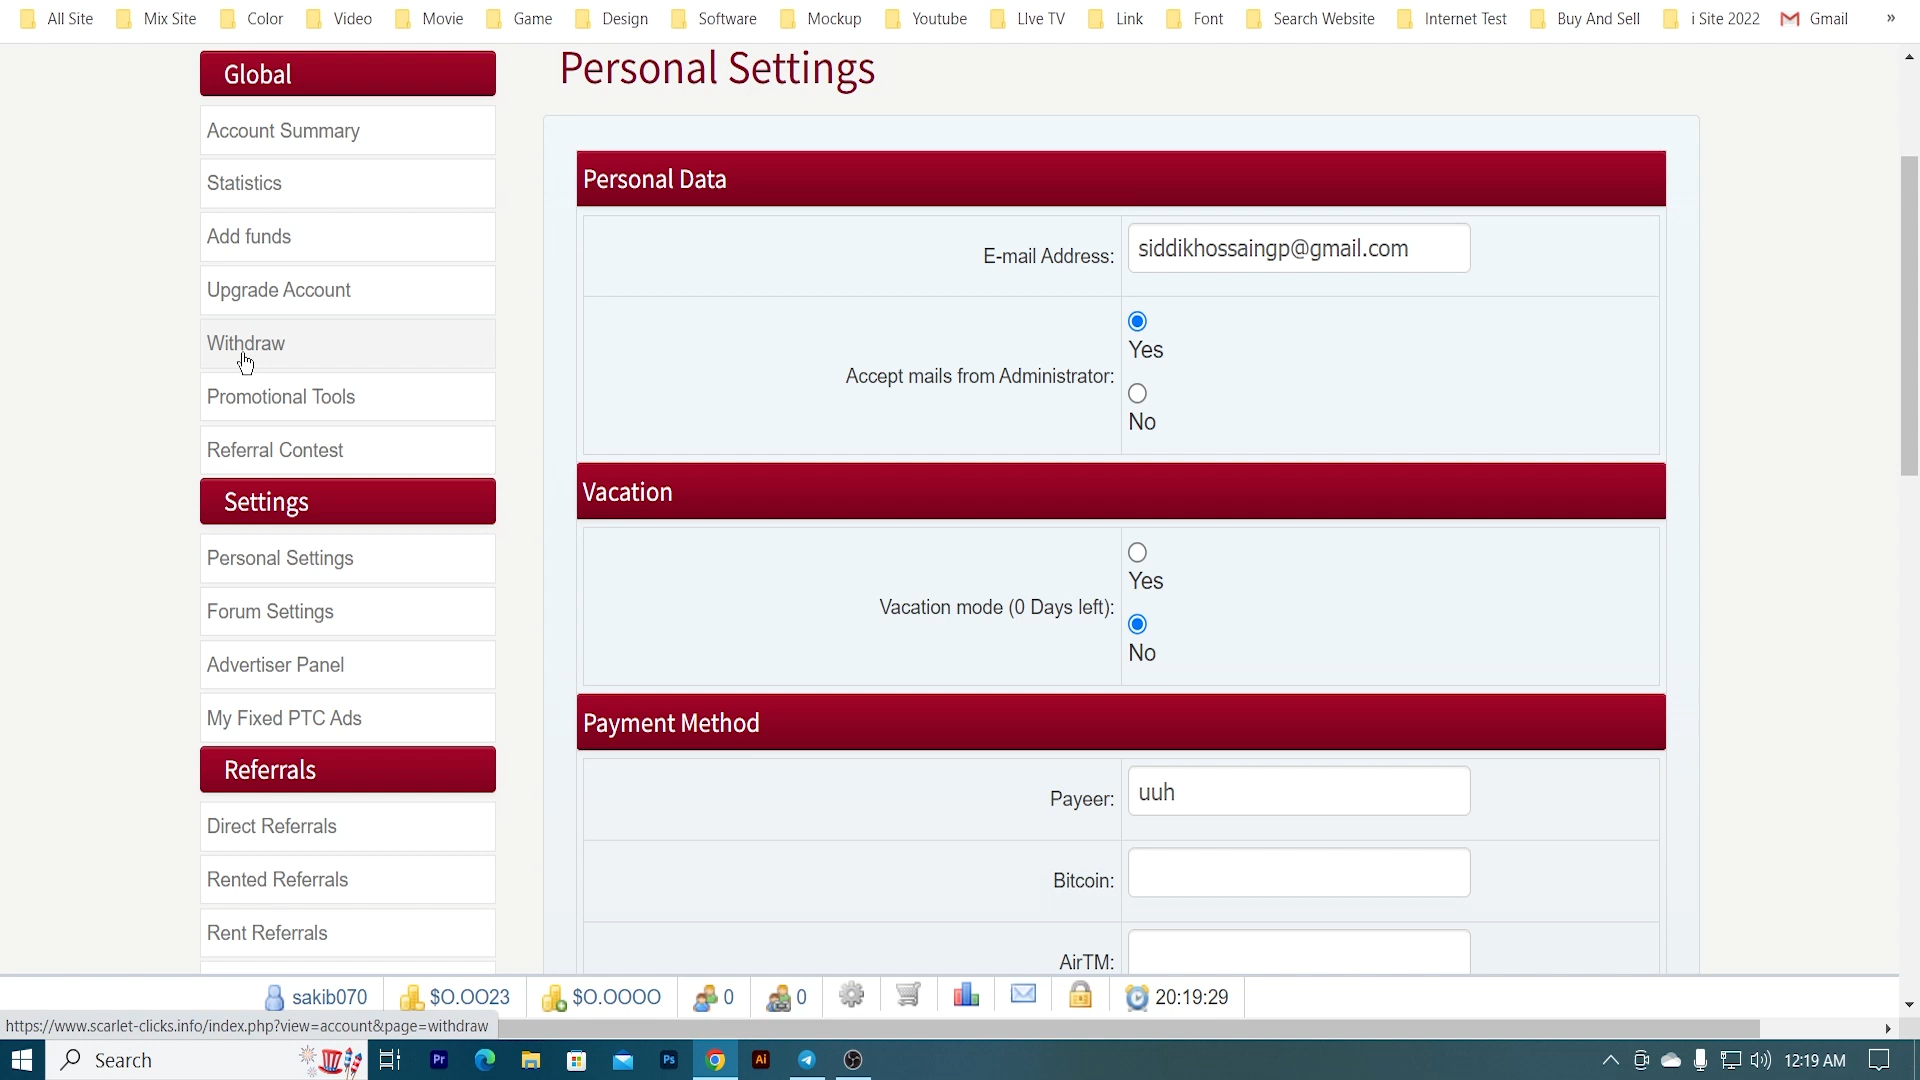 All Site Mix Site Color Video Movie Game Design Software Mockup Youtube LIve TV Link Font Search Website Internet Test Buy And Sell i Site 2022 Gmail »
Global
Account Summary
Statistics
Add funds
Upgrade Account
Withdraw
Promotional Tools
Referral Contest
Settings
Personal Settings
Forum Settings
Advertiser Panel
My Fixed PTC Ads
Referrals
Direct Referrals
Rented Referrals
Rent Referrals
Personal Settings
Personal Data
E-mail Address: siddikhossaingp@gmail.com
Accept mails from Administrator:
Yes
No
Vacation
Vacation mode (0 Days left):
Yes
No
Payment Method
Payeer: uuh
Bitcoin:
AirTM:
sakib070 $0.0023 $0.0000 0 0 20:19:29
https://www.scarlet-clicks.info/index.php?view=account&page=withdraw
Search Pr Ps Ai 12:19 AM